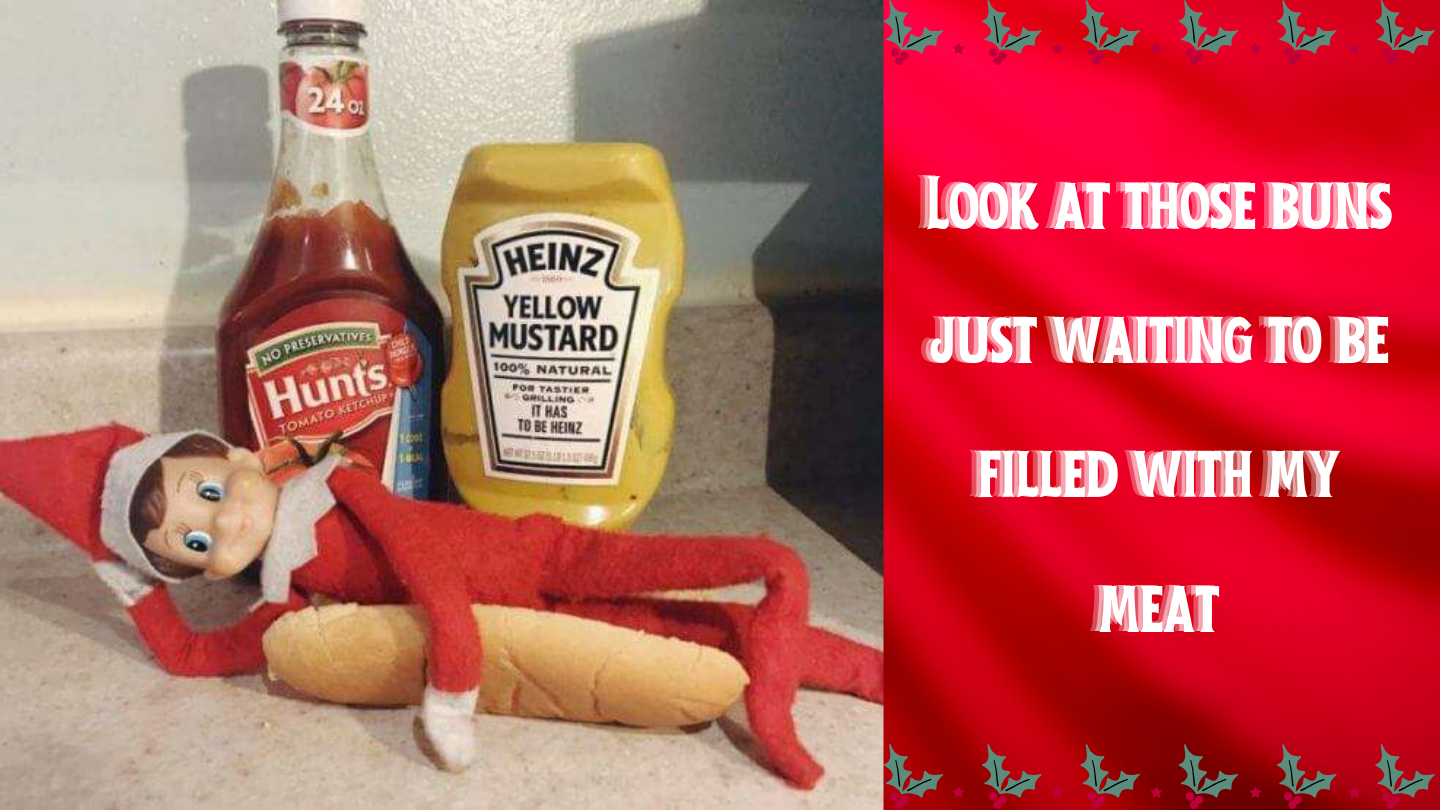 24 OZ
NO PRESERVATIVES
Hunt's
TOMATO KETCHUP
HEINZ
1869
YELLOW
MUSTARD
100% NATURAL
FOR TASTIER
GRILLING
IT HAS
TO BE HEINZ
LOOK AT THOSE BUNS
JUST WAITING TO BE
FILLED WITH MY
MEAT